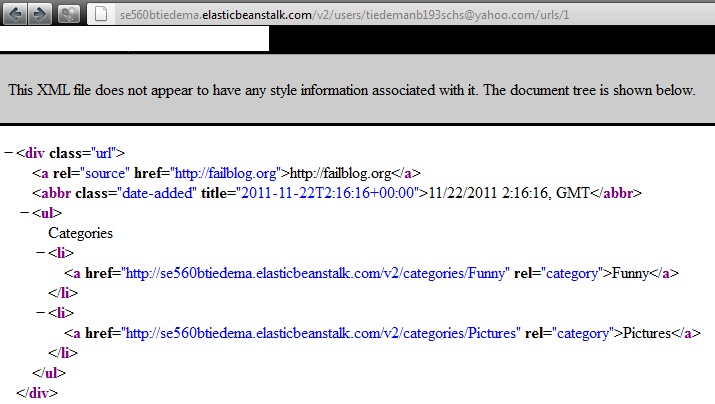 se560btiedema.elasticbeanstalk.com/v2/users/tiedemanb193schs@yahoo.com/urls/1
This XML file does not appear to have any style information associated with it. The document tree is shown below.
−<div class="url">
<a rel="source" href="http://failblog.org">http://failblog.org</a>
<abbr class="date-added" title="2011-11-22T2:16:16+00:00">11/22/2011 2:16:16, GMT</abbr>
−<ul>
Categories
−<li>
<a href="http://se560btiedema.elasticbeanstalk.com/v2/categories/Funny" rel="category">Funny</a>
</li>
−<li>
<a href="http://se560btiedema.elasticbeanstalk.com/v2/categories/Pictures" rel="category">Pictures</a>
</li>
</ul>
</div>